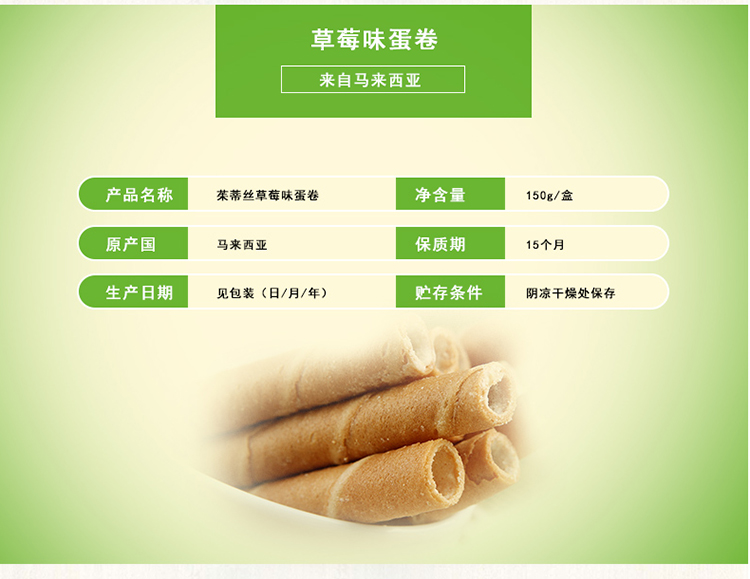 草莓味蛋卷
来自马来西亚
产品名称 茱蒂丝草莓味蛋卷 净含量 150g/盒
原产国 马来西亚 保质期 15个月
生产日期 见包装（日/月/年） 贮存条件 阴凉干燥处保存